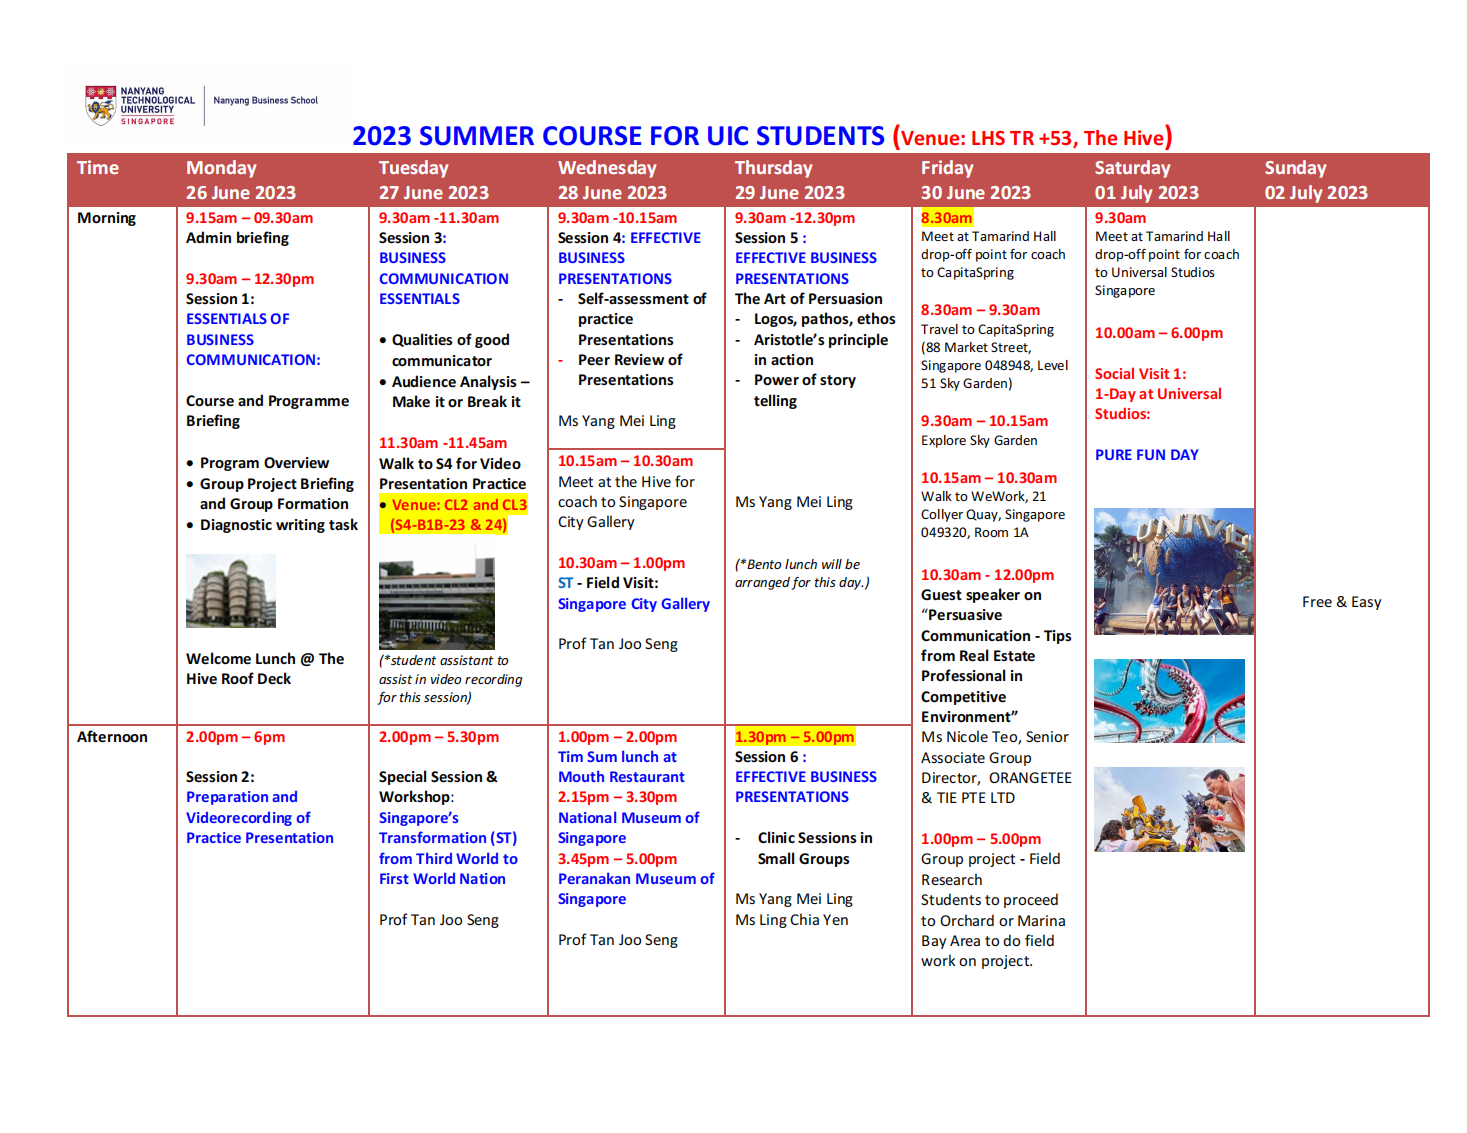 NANYANG
TECHNOLOGICAL
UNIVERSITY
SINGAPORE
Nanyang Business School
2023 SUMMER COURSE FOR UIC STUDENTS (Venue: LHS TR +53, The Hive)
Time
Monday
26 June 2023
Tuesday
27 June 2023
Wednesday
28 June 2023
Thursday
29 June 2023
Friday
30 June 2023
Saturday
01 July 2023
Sunday
02 July 2023
Morning
9.15am – 09.30am
Admin briefing
9.30am – 12.30pm
Session 1:
ESSENTIALS OF
BUSINESS
COMMUNICATION:
Course and Programme
Briefing
• Program Overview
• Group Project Briefing
and Group Formation
• Diagnostic writing task
Welcome Lunch @ The
Hive Roof Deck
9.30am -11.30am
Session 3:
BUSINESS
COMMUNICATION
ESSENTIALS
• Qualities of good
communicator
• Audience Analysis –
Make it or Break it
11.30am -11.45am
Walk to S4 for Video
Presentation Practice
• Venue: CL2 and CL3
(S4-B1B-23 & 24)
(*student assistant to
assist in video recording
for this session)
9.30am -10.15am
Session 4: EFFECTIVE
BUSINESS
PRESENTATIONS
- Self-assessment of
practice
Presentations
- Peer Review of
Presentations
Ms Yang Mei Ling
10.15am – 10.30am
Meet at the Hive for
coach to Singapore
City Gallery
10.30am – 1.00pm
ST - Field Visit:
Singapore City Gallery
Prof Tan Joo Seng
9.30am -12.30pm
Session 5 :
EFFECTIVE BUSINESS
PRESENTATIONS
The Art of Persuasion
- Logos, pathos, ethos
- Aristotle's principle
in action
- Power of story
telling
Ms Yang Mei Ling
(*Bento lunch will be
arranged for this day.)
8.30am
Meet at Tamarind Hall
drop-off point for coach
to CapitaSpring
8.30am – 9.30am
Travel to CapitaSpring
(88 Market Street,
Singapore 048948, Level
51 Sky Garden)
9.30am – 10.15am
Explore Sky Garden
10.15am – 10.30am
Walk to WeWork, 21
Collyer Quay, Singapore
049320, Room 1A
10.30am - 12.00pm
Guest speaker on
“Persuasive
Communication - Tips
from Real Estate
Professional in
Competitive
Environment”
Ms Nicole Teo, Senior
Associate Group
Director, ORANGETEE
& TIE PTE LTD
1.00pm – 5.00pm
Group project - Field
Research
Students to proceed
to Orchard or Marina
Bay Area to do field
work on project.
9.30am
Meet at Tamarind Hall
drop-off point for coach
to Universal Studios
Singapore
10.00am – 6.00pm
Social Visit 1:
1-Day at Universal
Studios:
PURE FUN DAY
UNIVE
Free & Easy
Afternoon
2.00pm – 6pm
Session 2:
Preparation and
Videorecording of
Practice Presentation
2.00pm – 5.30pm
Special Session &
Workshop:
Singapore's
Transformation (ST)
from Third World to
First World Nation
Prof Tan Joo Seng
1.00pm – 2.00pm
Tim Sum lunch at
Mouth Restaurant
2.15pm – 3.30pm
National Museum of
Singapore
3.45pm – 5.00pm
Peranakan Museum of
Singapore
Prof Tan Joo Seng
1.30pm – 5.00pm
Session 6 :
EFFECTIVE BUSINESS
PRESENTATIONS
- Clinic Sessions in
Small Groups
Ms Yang Mei Ling
Ms Ling Chia Yen